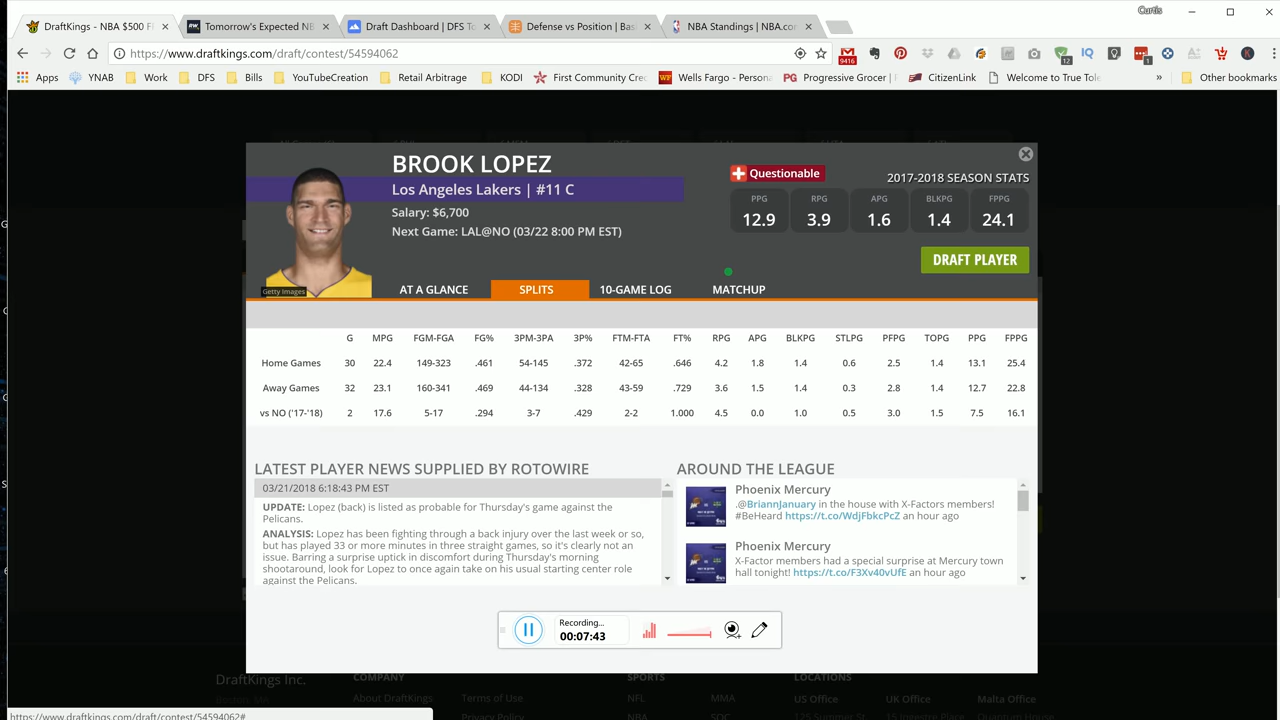 Curtis
DraftKings - NBA $500 F
Tomorrow's Expected NB
Draft Dashboard | DFS To
Defense vs Position | Bas
NBA Standings | NBA.co
https://www.draftkings.com/draft/contest/54594062
9416
12
1
Apps
YNAB
Work
DFS
Bills
YouTubeCreation
Retail Arbitrage
KODI
First Community Cre
Wells Fargo - Persona
Progressive Grocer |
CitizenLink
Welcome to True Tole
»
Other bookmarks
BROOK LOPEZ
Los Angeles Lakers | #11 C
Salary: $6,700
Next Game: LAL@NO (03/22 8:00 PM EST)
Questionable
2017-2018 SEASON STATS
PPG RPG APG BLKPG FPPG
12.9 3.9 1.6 1.4 24.1
DRAFT PLAYER
Getty Images
AT A GLANCE SPLITS 10-GAME LOG MATCHUP
G MPG FGM-FGA FG% 3PM-3PA 3P% FTM-FTA FT% RPG APG BLKPG STLPG PFPG TOPG PPG FPPG
Home Games 30 22.4 149-323 .461 54-145 .372 42-65 .646 4.2 1.8 1.4 0.6 2.5 1.4 13.1 25.4
Away Games 32 23.1 160-341 .469 44-134 .328 43-59 .729 3.6 1.5 1.4 0.3 2.8 1.4 12.7 22.8
vs NO ('17-'18) 2 17.6 5-17 .294 3-7 .429 2-2 1.000 4.5 0.0 1.0 0.5 3.0 1.5 7.5 16.1
LATEST PLAYER NEWS SUPPLIED BY ROTOWIRE
03/21/2018 6:18:43 PM EST
UPDATE: Lopez (back) is listed as probable for Thursday's game against the
Pelicans.
ANALYSIS: Lopez has been fighting through a back injury over the last week or so,
but has played 33 or more minutes in three straight games, so it's clearly not an
issue. Barring a surprise uptick in discomfort during Thursday's morning
shootaround, look for Lopez to once again take on his usual starting center role
against the Pelicans.
AROUND THE LEAGUE
Phoenix Mercury
.@BriannJanuary in the house with X-Factors members!
#BeHeard https://t.co/WdjFbkcPcZ an hour ago
Phoenix Mercury
X-Factor members had a special surprise at Mercury town
hall tonight! https://t.co/F3Xv40vUfE an hour ago
Recording...
00:07:43
DraftKings Inc.
Boston, MA
COMPANY
About DraftKings
Terms of Use
Privacy Policy
SPORTS
NFL
MMA
NBA
SOC
LOCATIONS
US Office
UK Office
Malta Office
125 Summer St.
https://www.draftkings.com/draft/contest/54594062#